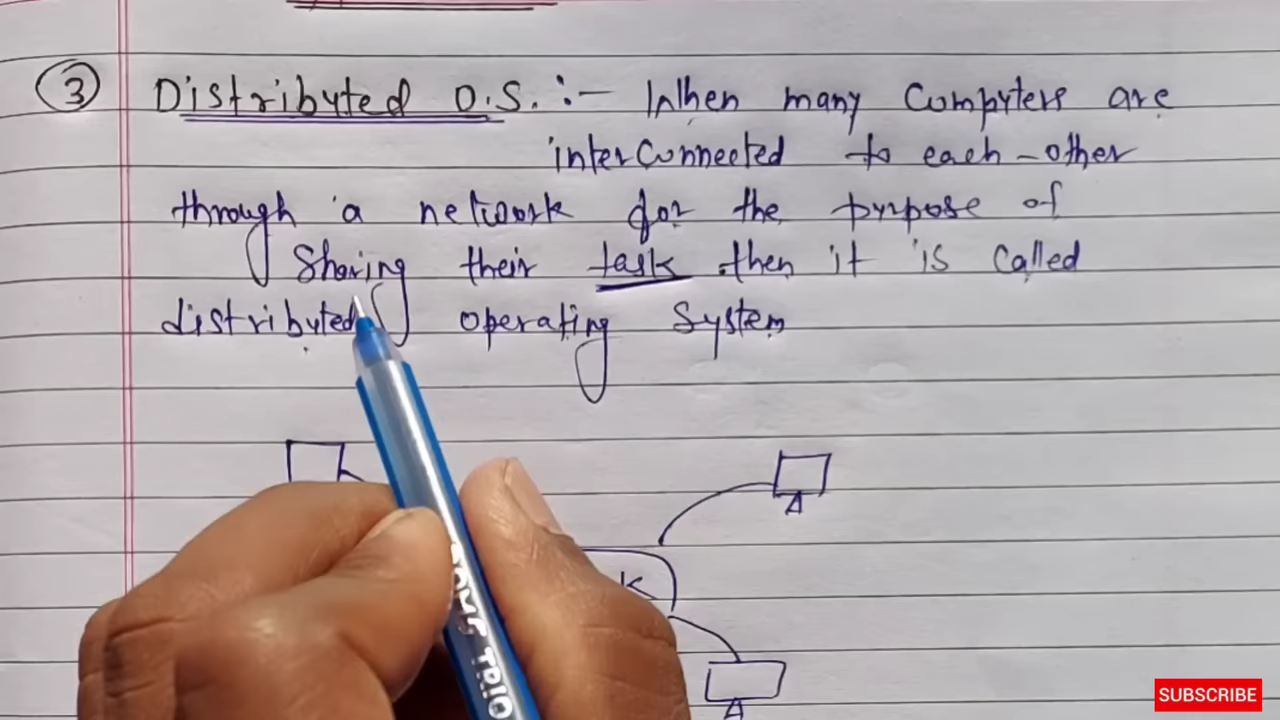 ③ Distributed O.S. :- When many Computers are
interConnected to each-other
through a network for the purpose of
Sharing their task then it is Called
distributed operating System
k
SUBSCRIBE